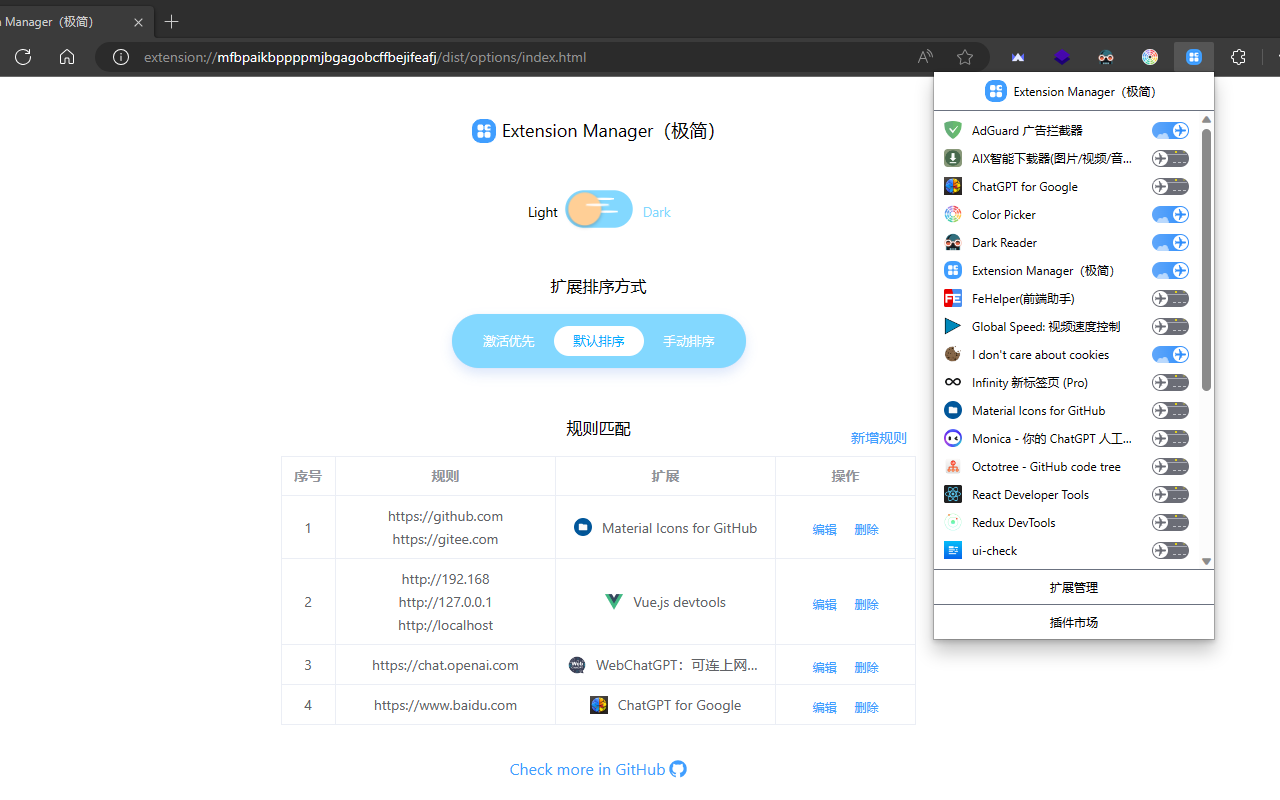 n Manager（极简）
extension://mfbpaikbppppmjbgagobcffbejifeafj/dist/options/index.html
Extension Manager（极简）
Light
Dark
扩展排序方式
激活优先
默认排序
手动排序
规则匹配
新增规则
序号 规则 扩展 操作
1
https://github.com
https://gitee.com
Material Icons for GitHub
编辑 删除
2
http://192.168
http://127.0.0.1
http://localhost
Vue.js devtools
编辑 删除
3
https://chat.openai.com
WebChatGPT：可连上网...
编辑 删除
4
https://www.baidu.com
ChatGPT for Google
编辑 删除
Check more in GitHub
Extension Manager（极简）
AdGuard 广告拦截器
AIX智能下载器(图片/视频/音...
ChatGPT for Google
Color Picker
Dark Reader
Extension Manager（极简）
FeHelper(前端助手)
Global Speed: 视频速度控制
I don't care about cookies
Infinity 新标签页 (Pro)
Material Icons for GitHub
Monica - 你的 ChatGPT 人工...
Octotree - GitHub code tree
React Developer Tools
Redux DevTools
ui-check
扩展管理
插件市场